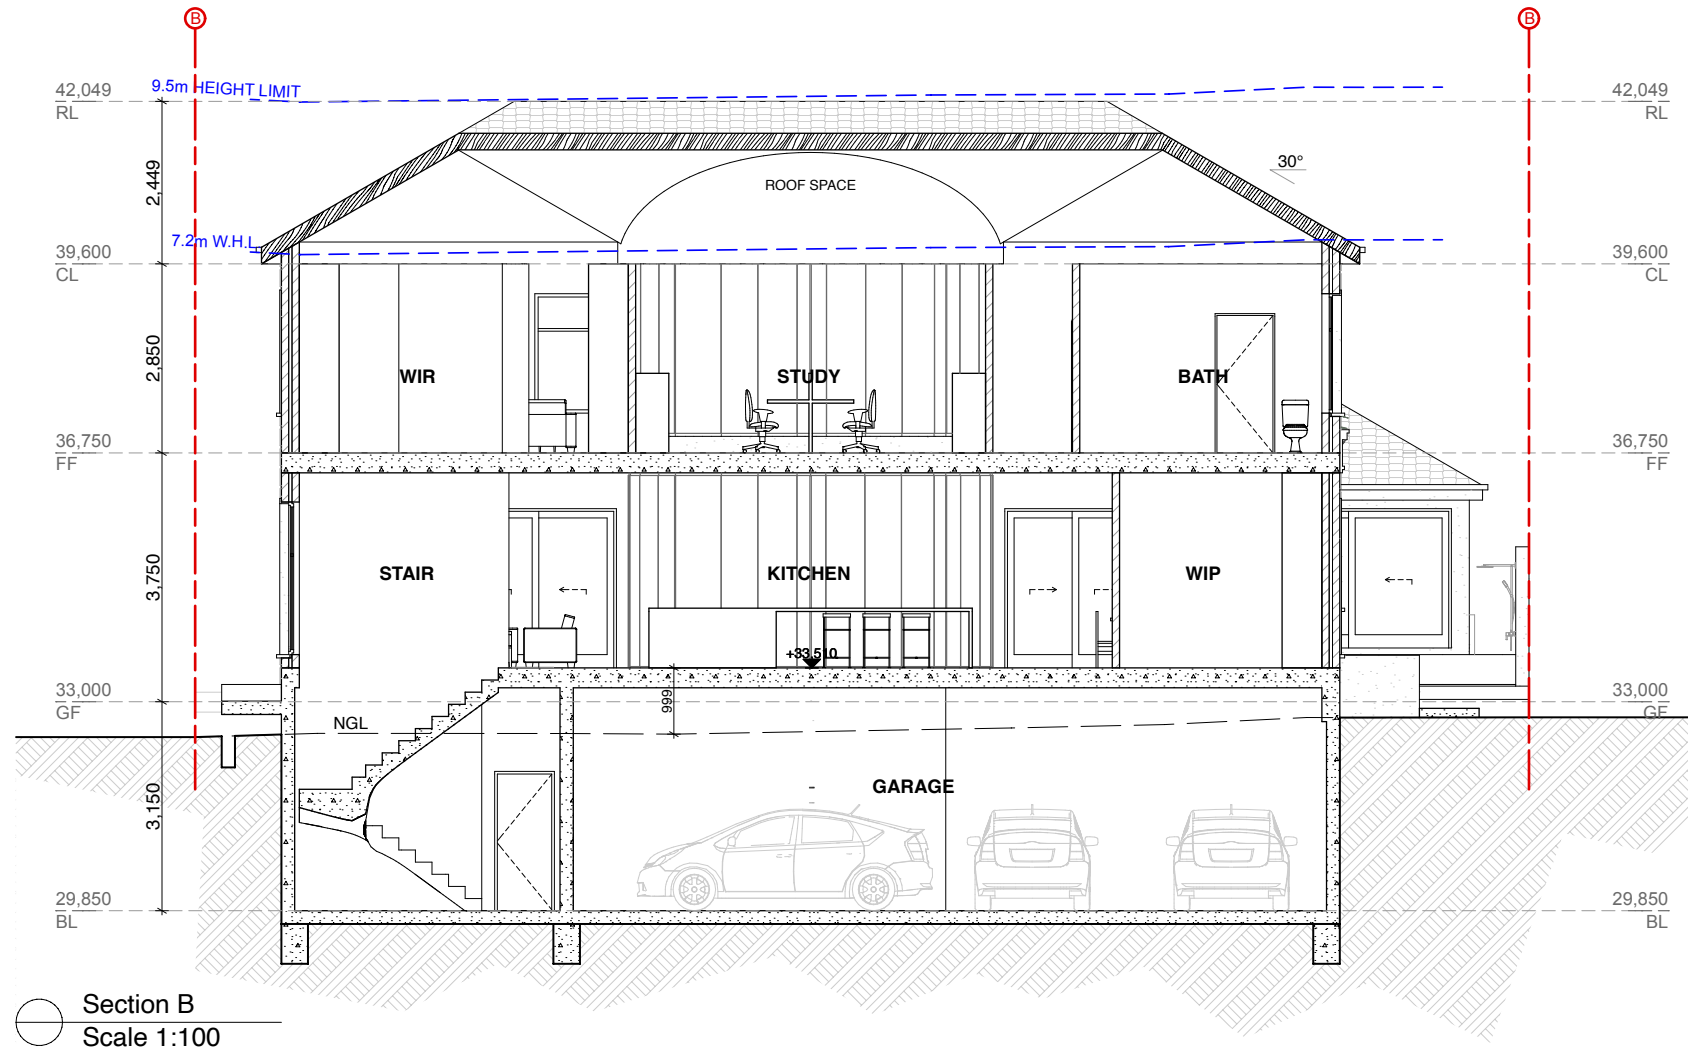 B
B
9.5m HEIGHT LIMIT
42,049
RL
42,049
RL
2,449
30°
ROOF SPACE
7.2m W.H.L
39,600
CL
39,600
CL
2,850
WIR
STUDY
BATH
36,750
FF
36,750
FF
3,750
STAIR
KITCHEN
WIP
+33,510
33,000
GF
999
33,000
GF
NGL
3,150
GARAGE
29,850
BL
29,850
BL
Section B
Scale 1:100